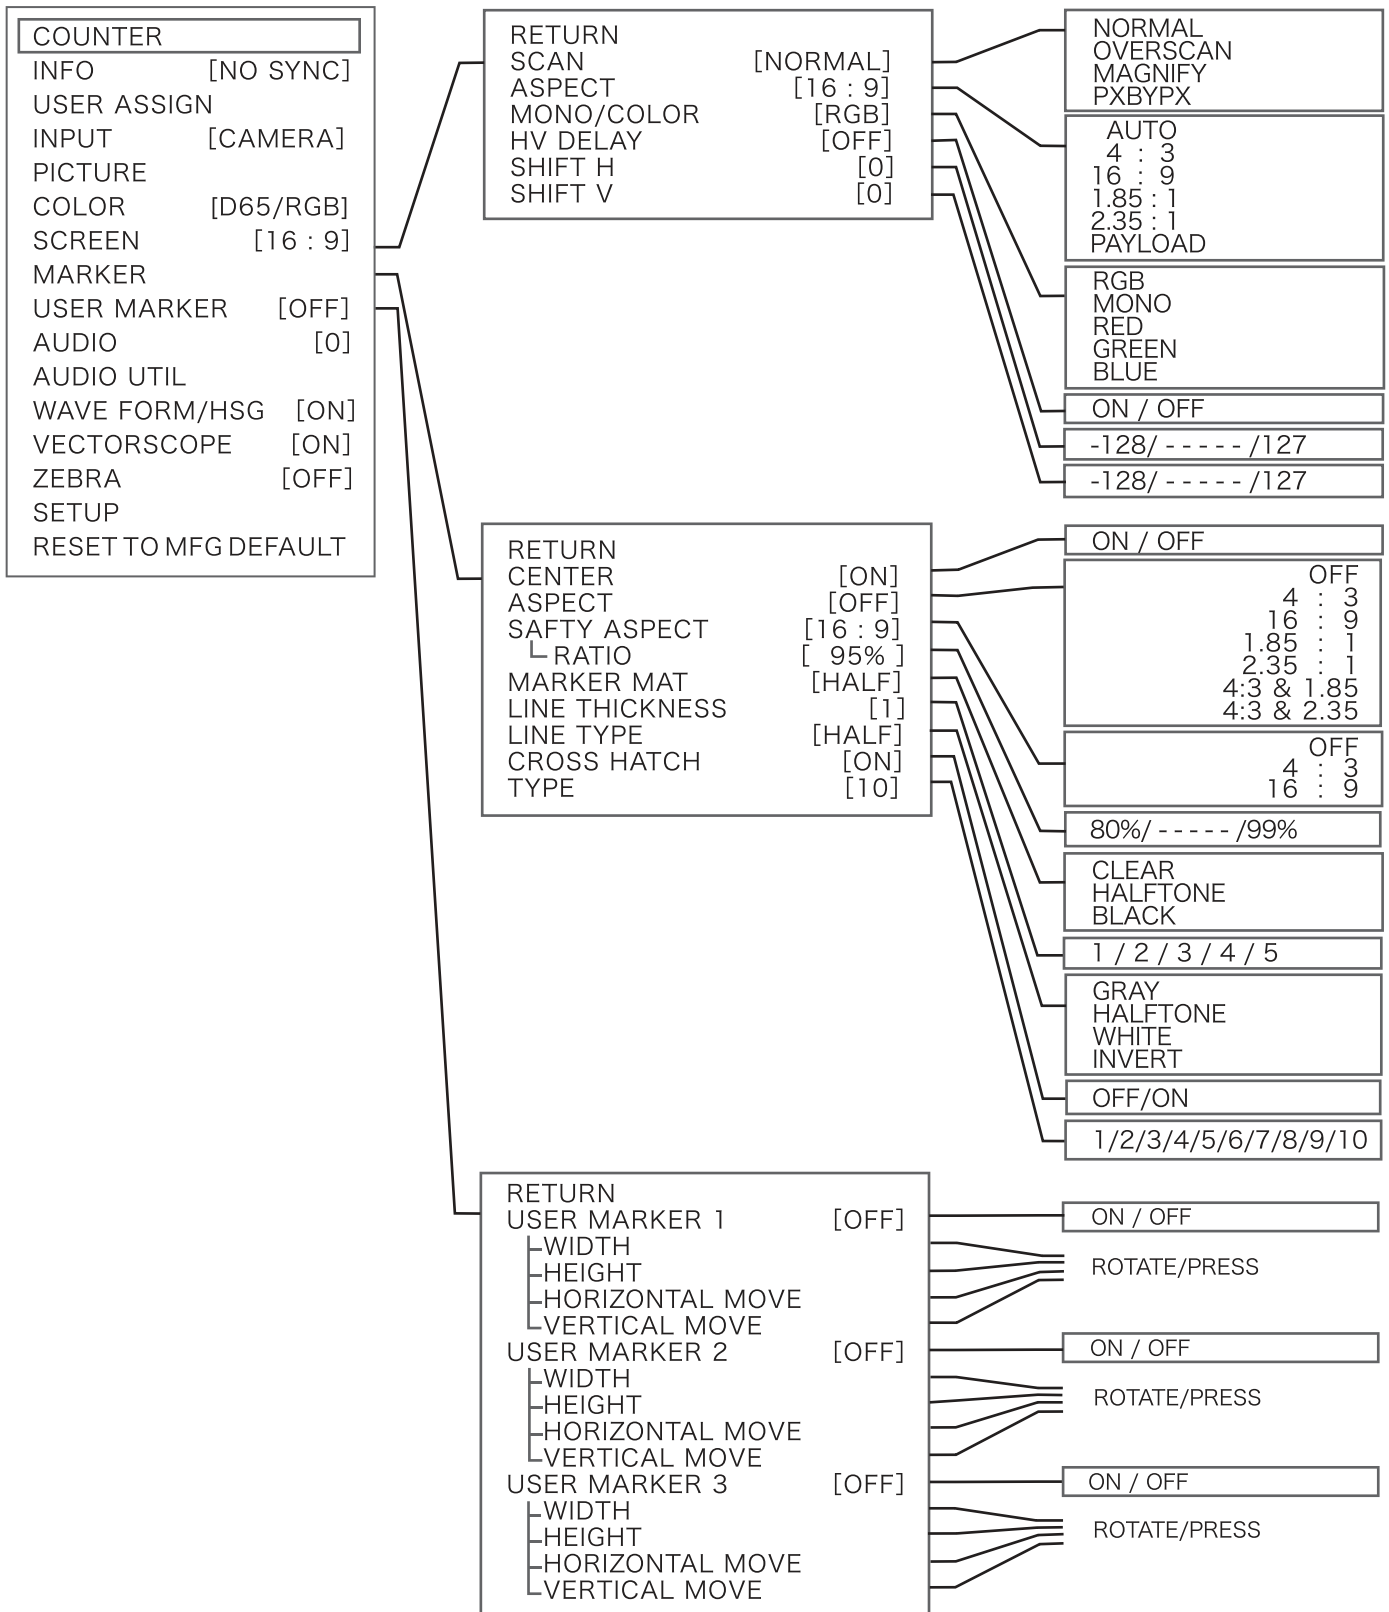 COUNTER
INFO [NO SYNC]
USER ASSIGN
INPUT [CAMERA]
PICTURE
COLOR [D65/RGB]
SCREEN [16 : 9]
MARKER
USER MARKER [OFF]
AUDIO [0]
AUDIO UTIL
WAVE FORM/HSG [ON]
VECTORSCOPE [ON]
ZEBRA [OFF]
SETUP
RESET TO MFG DEFAULT
RETURN
SCAN [NORMAL]
ASPECT [16 : 9]
MONO/COLOR [RGB]
HV DELAY [OFF]
SHIFT H [0]
SHIFT V [0]
NORMAL
OVERSCAN
MAGNIFY
PXBYPX
AUTO
4 : 3
16 : 9
1.85 : 1
2.35 : 1
PAYLOAD
RGB
MONO
RED
GREEN
BLUE
ON / OFF
-128/ - - - - - /127
-128/ - - - - - /127
RETURN
CENTER [ON]
ASPECT [OFF]
SAFTY ASPECT [16 : 9]
RATIO [ 95% ]
MARKER MAT [HALF]
LINE THICKNESS [1]
LINE TYPE [HALF]
CROSS HATCH [ON]
TYPE [10]
ON / OFF
OFF
4 : 3
16 : 9
1.85 : 1
2.35 : 1
4:3 & 1.85
4:3 & 2.35
OFF
4 : 3
16 : 9
80%/ - - - - - /99%
CLEAR
HALFTONE
BLACK
1 / 2 / 3 / 4 / 5
GRAY
HALFTONE
WHITE
INVERT
OFF/ON
1/2/3/4/5/6/7/8/9/10
RETURN
USER MARKER 1 [OFF]
WIDTH
HEIGHT
HORIZONTAL MOVE
VERTICAL MOVE
USER MARKER 2 [OFF]
WIDTH
HEIGHT
HORIZONTAL MOVE
VERTICAL MOVE
USER MARKER 3 [OFF]
WIDTH
HEIGHT
HORIZONTAL MOVE
VERTICAL MOVE
ON / OFF
ROTATE/PRESS
ON / OFF
ROTATE/PRESS
ON / OFF
ROTATE/PRESS